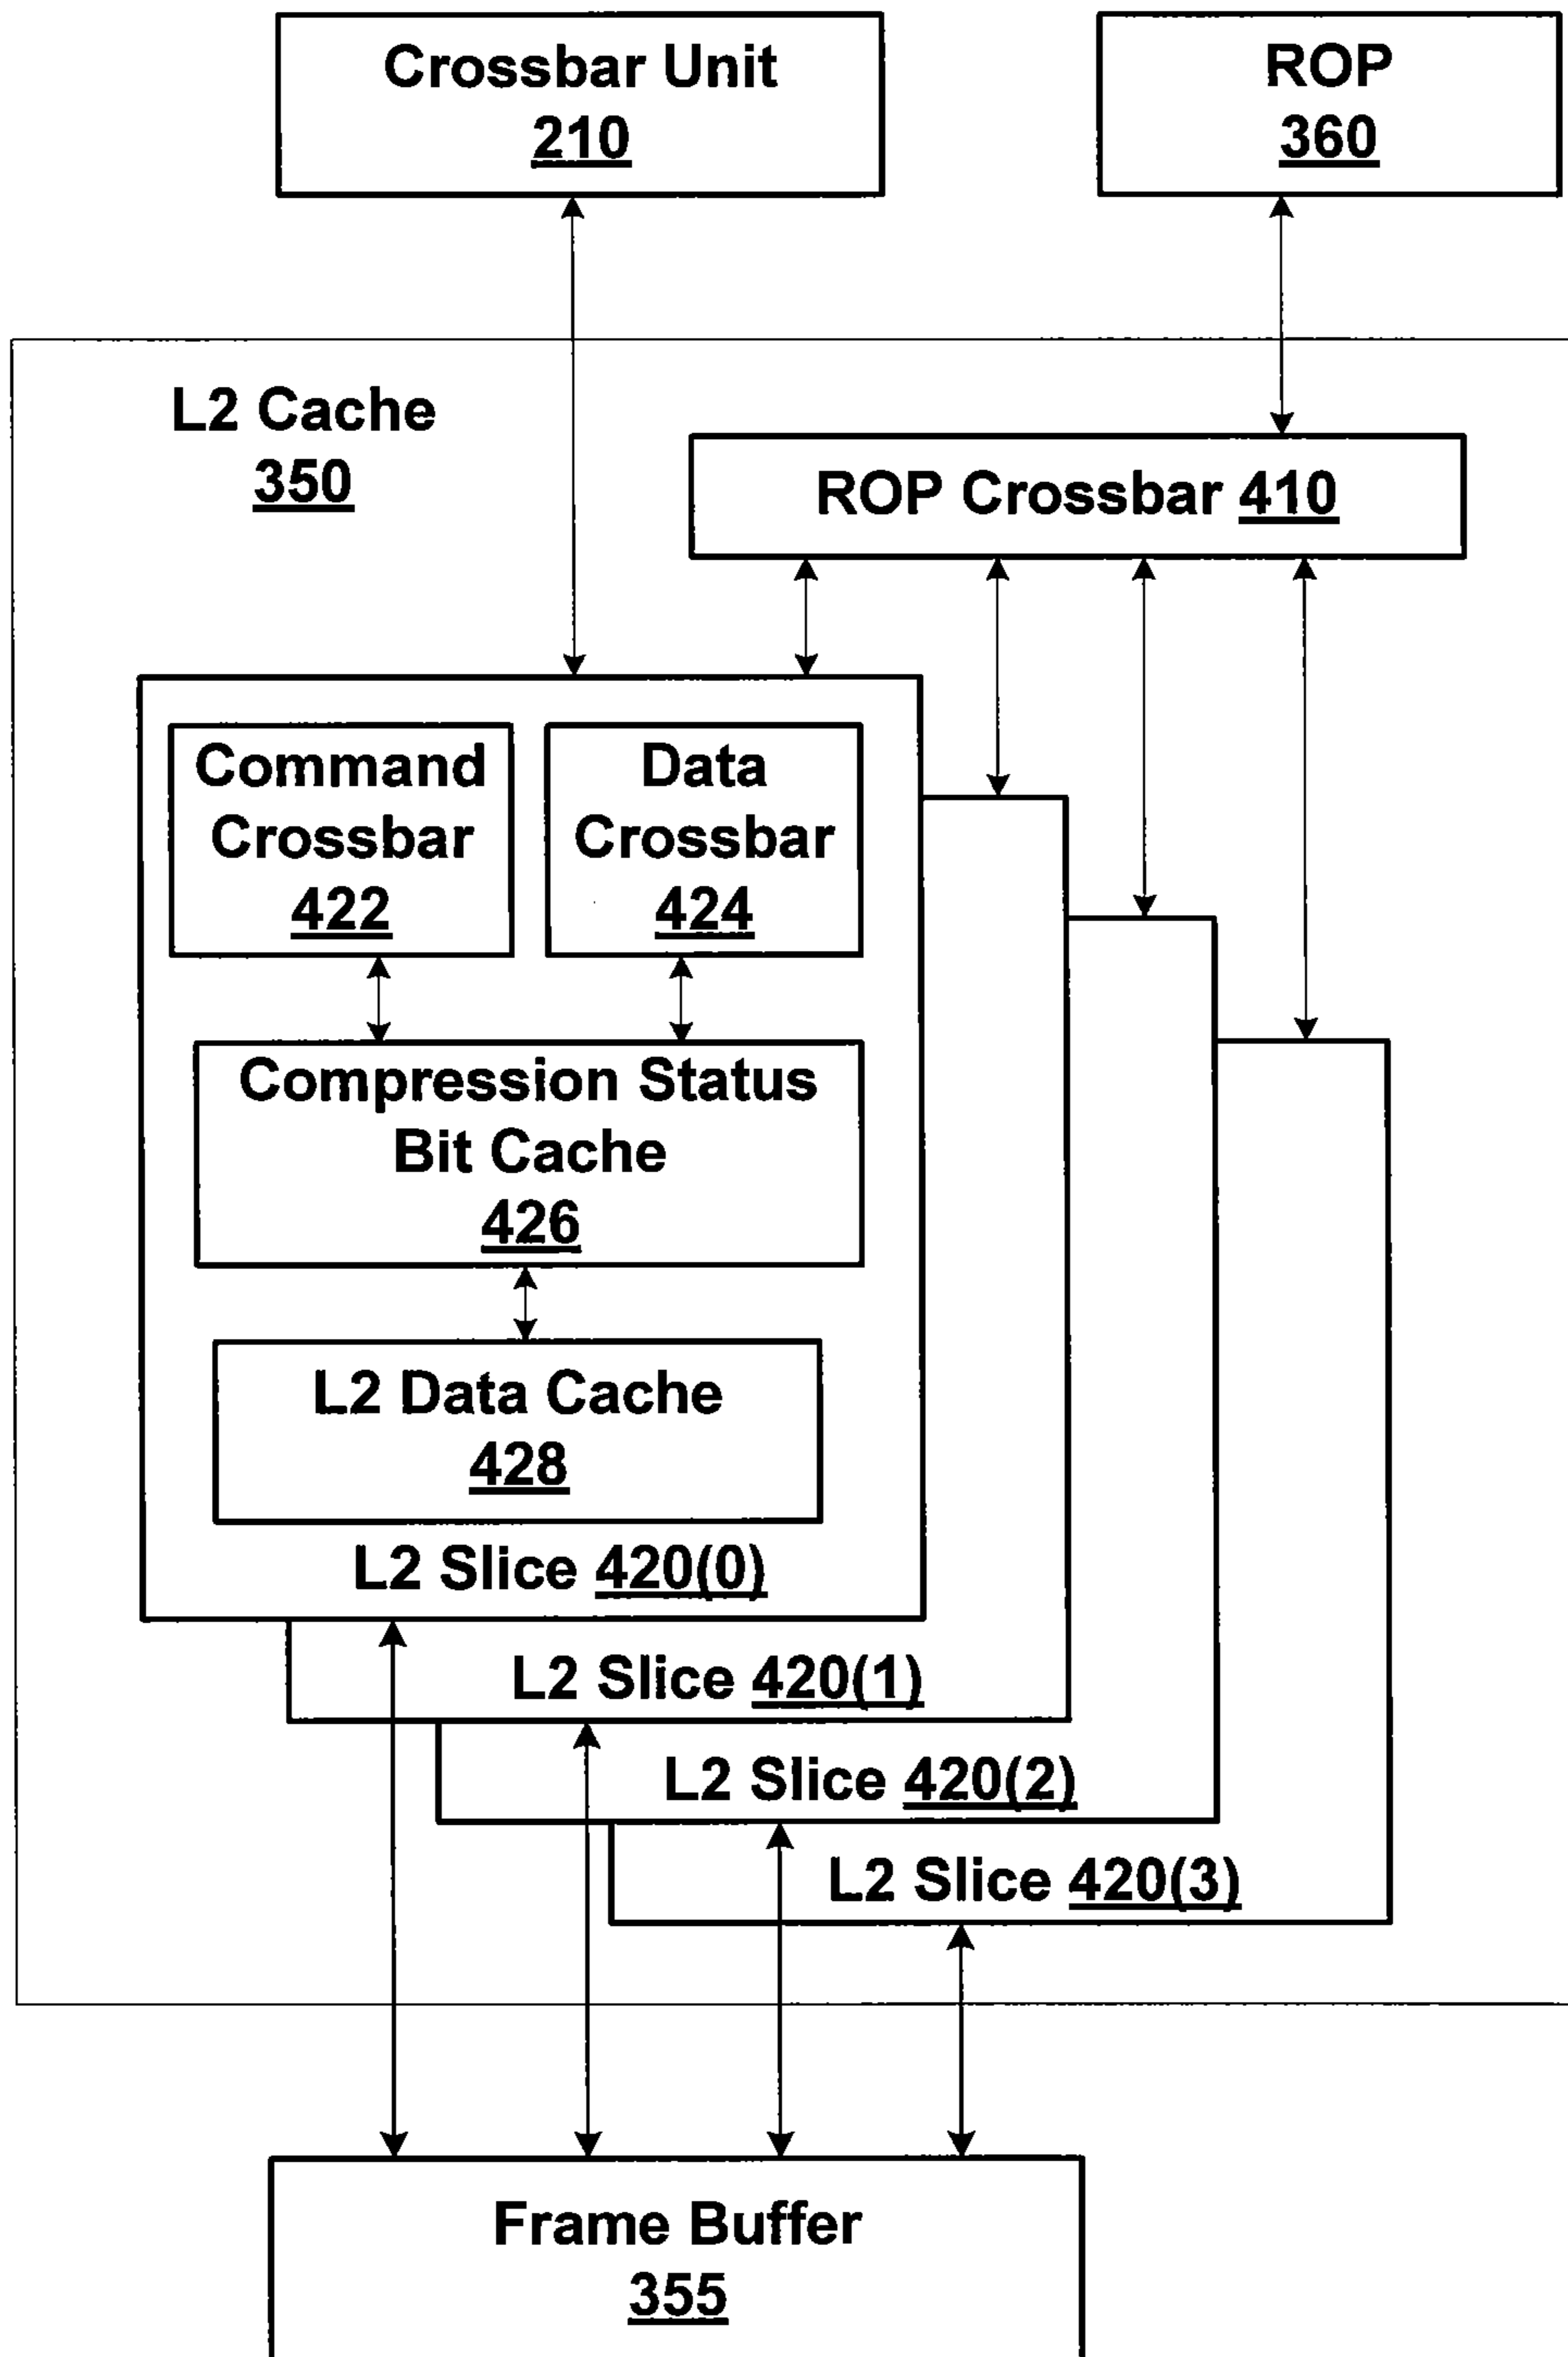 Crossbar Unit
210
ROP
360
L2 Cache
350
ROP Crossbar 410
Command
Crossbar
422
Data
Crossbar
424
Compression Status
Bit Cache
426
L2 Data Cache
428
L2 Slice 420(0)
L2 Slice 420(1)
L2 Slice 420(2)
L2 Slice 420(3)
Frame Buffer
355